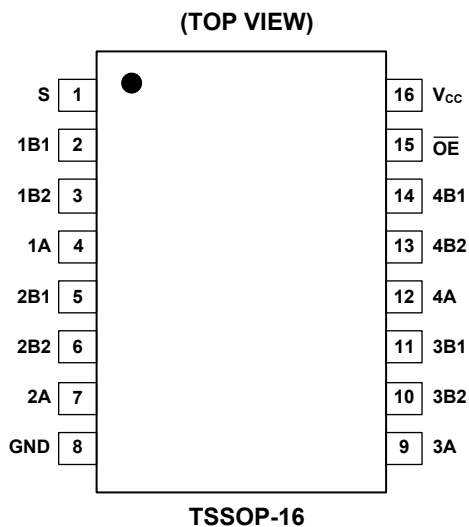 (TOP VIEW)
S 1 16 Vcc
1B1 2 15 OE
1B2 3 14 4B1
1A 4 13 4B2
2B1 5 12 4A
2B2 6 11 3B1
2A 7 10 3B2
GND 8 9 3A
TSSOP-16